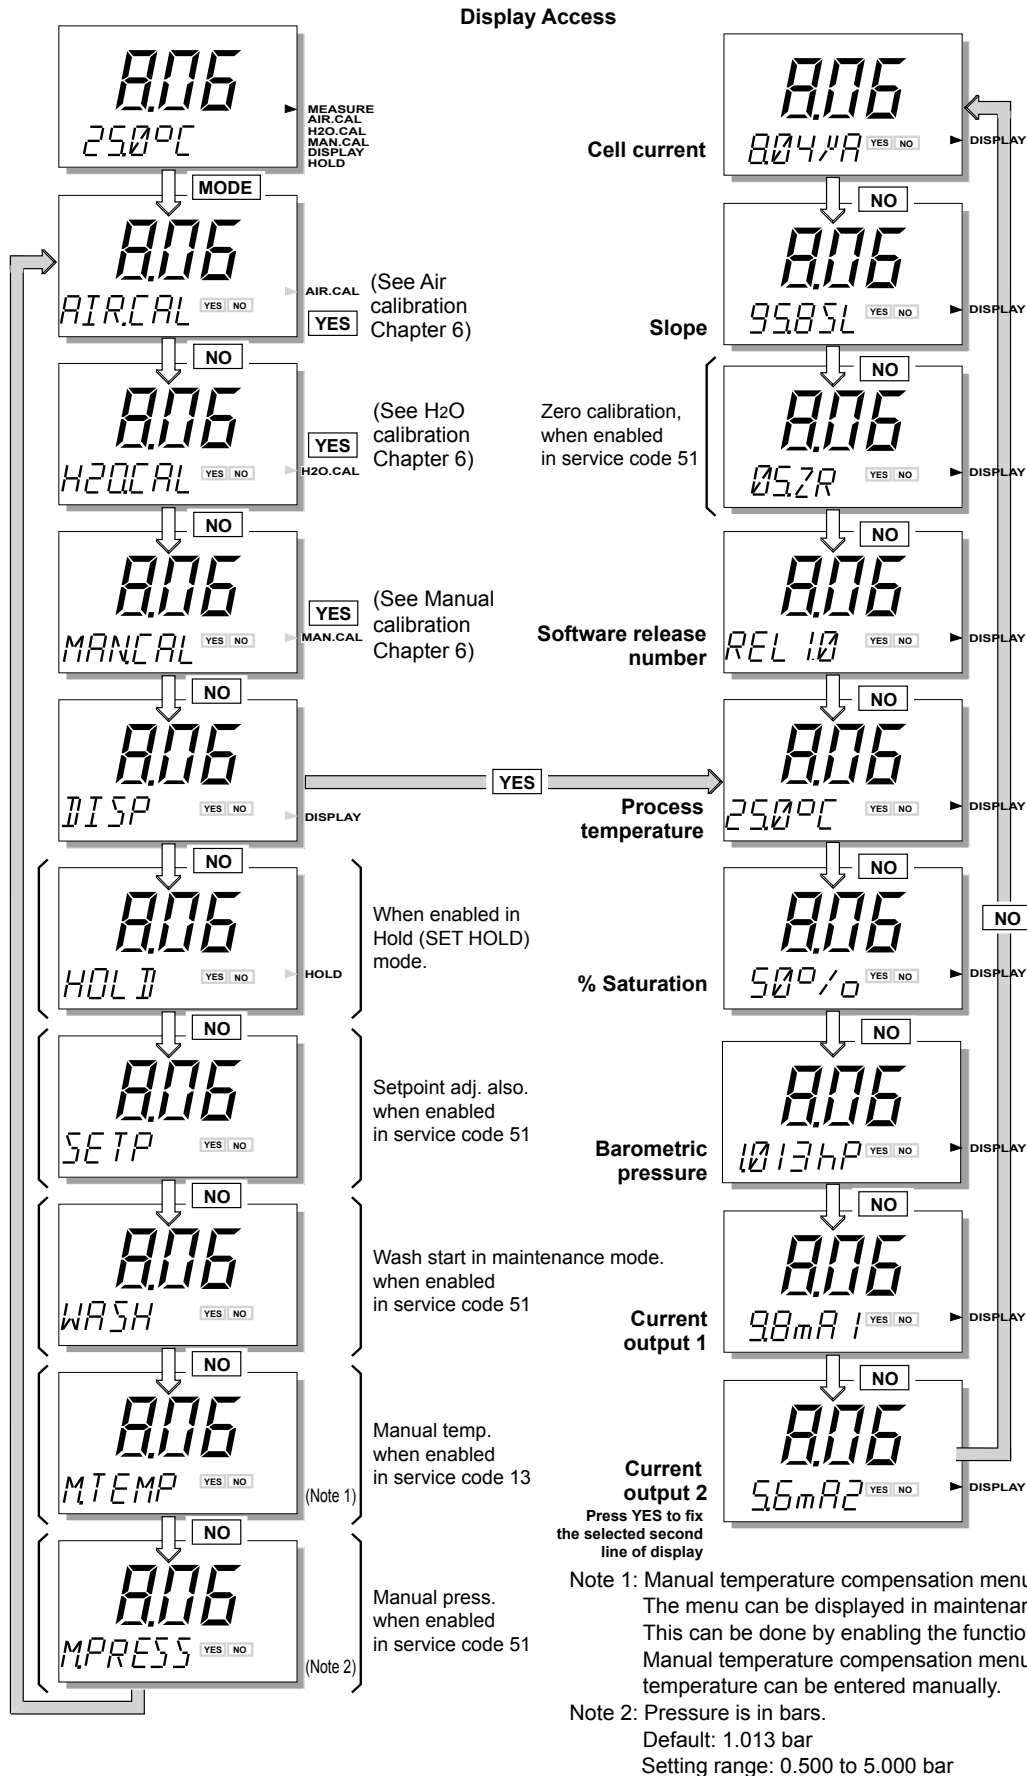 Display Access
8.06
25.0°C
MEASURE
AIR.CAL
H2O.CAL
MAN.CAL
DISPLAY
HOLD
MODE
8.06
AIR.CAL YES NO
AIR.CAL
YES
(See Air
calibration
Chapter 6)
NO
8.06
H2O.CAL YES NO
YES
H2O.CAL
(See H2O
calibration
Chapter 6)
NO
8.06
MAN.CAL YES NO
YES
MAN.CAL
(See Manual
calibration
Chapter 6)
NO
8.06
DISP YES NO
DISPLAY
YES
NO
8.06
HOLD YES NO
HOLD
When enabled in
Hold (SET HOLD)
mode.
NO
8.06
SETP YES NO
Setpoint adj. also.
when enabled
in service code 51
NO
8.06
WASH YES NO
Wash start in maintenance mode.
when enabled
in service code 51
NO
8.06
M.TEMP YES NO
(Note 1)
Manual temp.
when enabled
in service code 13
NO
8.06
M.PRESS YES NO
(Note 2)
Manual press.
when enabled
in service code 51
Cell current
8.06
8.04µA YES NO
DISPLAY
NO
Slope
8.06
95.8SL YES NO
DISPLAY
NO
Zero calibration,
when enabled
in service code 51
8.06
05.ZR YES NO
DISPLAY
NO
Software release
number
8.06
REL 1.0 YES NO
DISPLAY
NO
Process
temperature
8.06
25.0°C YES NO
DISPLAY
NO
% Saturation
8.06
50% YES NO
DISPLAY
NO
NO
Barometric
pressure
8.06
1.013hP YES NO
DISPLAY
NO
Current
output 1
8.06
9.8mA1 YES NO
DISPLAY
NO
Current
output 2
8.06
5.6mA2 YES NO
DISPLAY
Press YES to fix
the selected second
line of display
Note 1: Manual temperature compensation menu
The menu can be displayed in
This can be done by enabling the
Manual temperature compensation menu
temperature can be entered manually.
Note 2: Pressure is in bars.
Default: 1.013 bar
Setting range: 0.500 to 5.000 bar